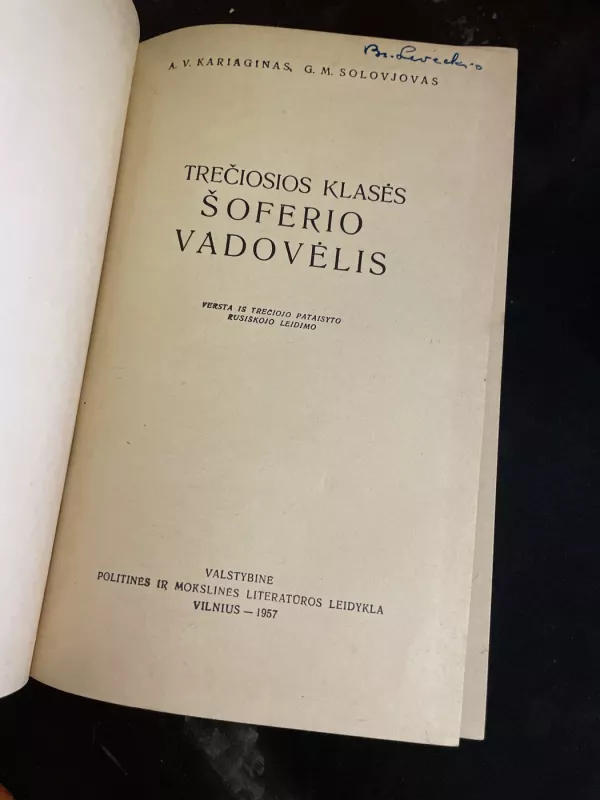 A. V. KARIAGINAS, G. M. SOLOVJOVAS
TREČIOSIOS KLASĖS
ŠOFERIO
VADOVĖLIS
VERSTA IŠ TREČIOJO PATAISYTO
RUSIŠKOJO LEIDIMO
VALSTYBINĖ
POLITINĖS IR MOKSLINĖS LITERATŪROS LEIDYKLA
VILNIUS — 1957